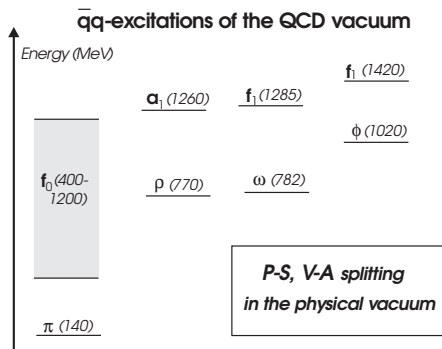 q̄q-excitations of the QCD vacuum
Energy (MeV)
f₁ (1420)
a₁ (1260)
f₁(1285)
ϕ (1020)
f₀(400-
1200)
ρ (770)
ω (782)
P-S, V-A splitting
in the physical vacuum
π (140)